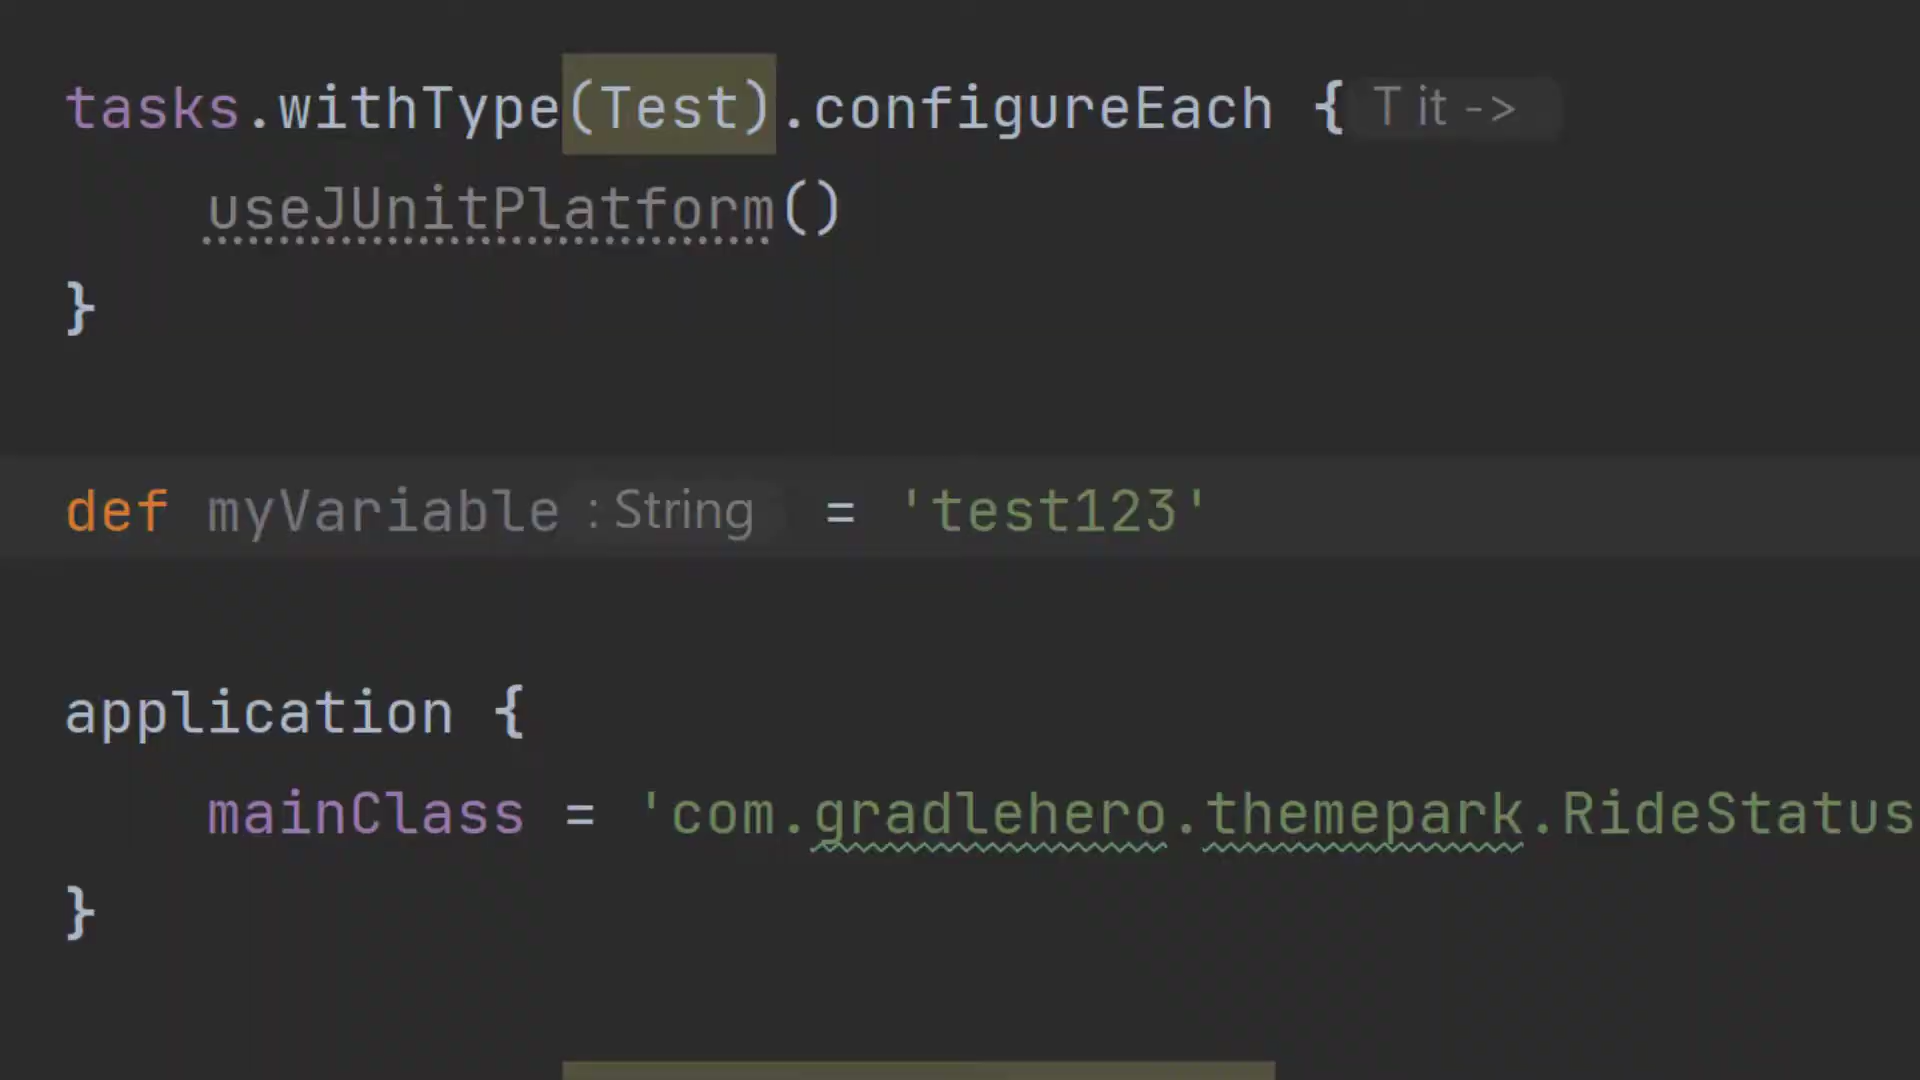 tasks.withType(Test).configureEach { T it ->
useJUnitPlatform()
}
def myVariable : String = 'test123'
application {
mainClass = 'com.gradlehero.themepark.RideStatus
}